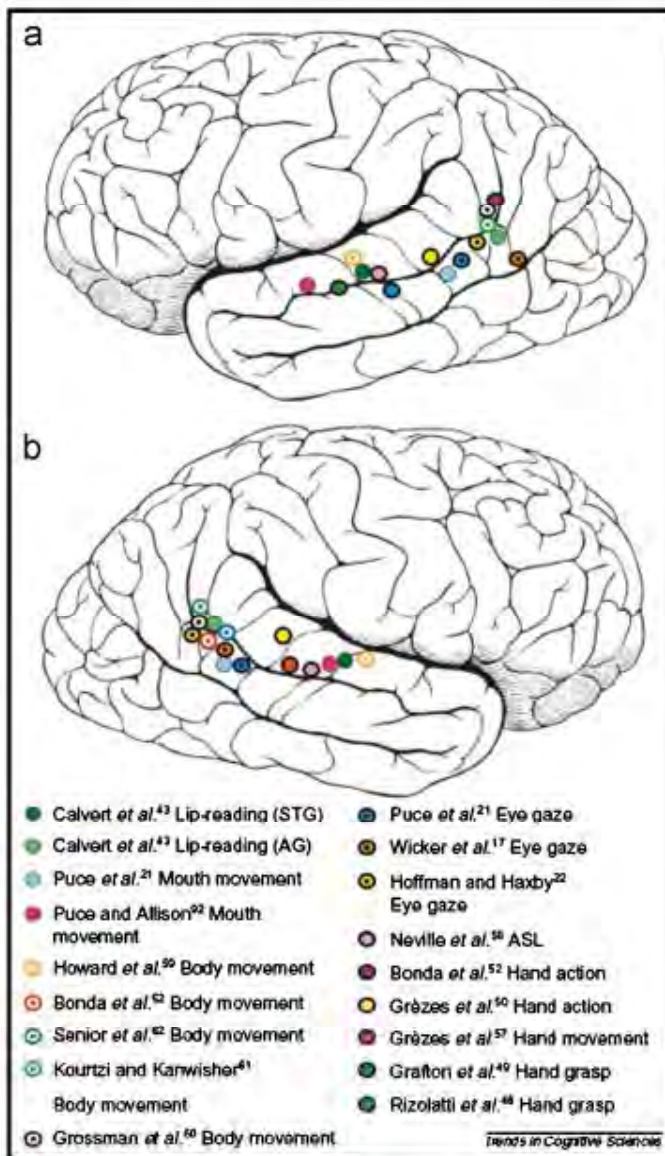 a
b
Calvert et al.43 Lip-reading (STG)
Calvert et al.43 Lip-reading (AG)
Puce et al.21 Mouth movement
Puce and Allison92 Mouth
movement
Howard et al.59 Body movement
Bonda et al.52 Body movement
Senior et al.62 Body movement
Kourtzi and Kanwisher61
Body movement
Grossman et al.60 Body movement
Puce et al.21 Eye gaze
Wicker et al.17 Eye gaze
Hoffman and Haxby22
Eye gaze
Neville et al.58 ASL
Bonda et al.52 Hand action
Grèzes et al.50 Hand action
Grèzes et al.57 Hand movement
Grafton et al.49 Hand grasp
Rizolatti et al.48 Hand grasp
Trends in Cognitive Sciences